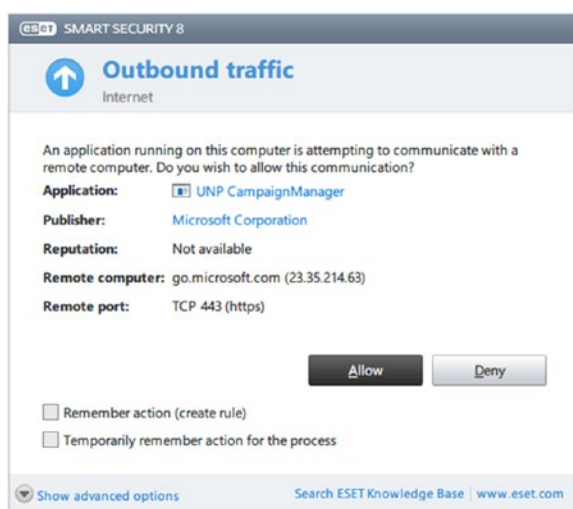 eset SMART SECURITY 8
Outbound traffic
Internet
An application running on this computer is attempting to communicate with a
remote computer. Do you wish to allow this communication?
Application: UNP CampaignManager
Publisher: Microsoft Corporation
Reputation: Not available
Remote computer: go.microsoft.com (23.35.214.63)
Remote port: TCP 443 (https)
Allow Deny
Remember action (create rule)
Temporarily remember action for the process
Show advanced options Search ESET Knowledge Base | www.eset.com